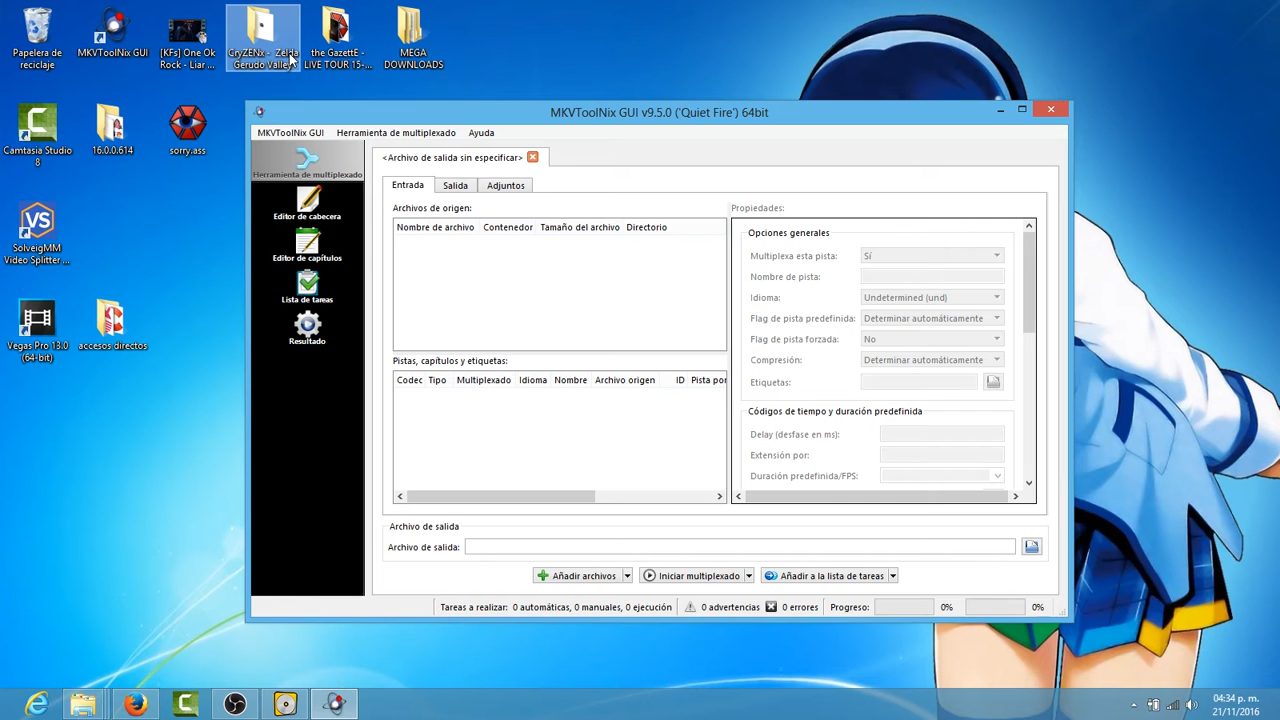 Papelera de
reciclaje
MKVToolNix GUI
[KFs] One Ok
Rock - Liar ...
CryZENx - Zelda
Gerudo Valley
the GazettE -
LIVE TOUR 15-...
MEGA
DOWNLOADS
Camtasia Studio
8
16.0.0.614
sorry.ass
SolveigMM
Video Splitter ...
Vegas Pro 13.0
(64-bit)
accesos directos
MKVToolNix GUI v9.5.0 ('Quiet Fire') 64bit
MKVToolNix GUI Herramienta de multiplexado Ayuda
Herramienta de multiplexado
Editor de cabecera
Editor de capítulos
Lista de tareas
Resultado
<Archivo de salida sin especificar>
Entrada Salida Adjuntos
Archivos de origen:
Nombre de archivo Contenedor Tamaño del archivo Directorio
Pistas, capítulos y etiquetas:
Codec Tipo Multiplexado Idioma Nombre Archivo origen ID Pista por
Propiedades:
Opciones generales
Multiplexa esta pista: Sí
Nombre de pista:
Idioma: Undetermined (und)
Flag de pista predefinida: Determinar automáticamente
Flag de pista forzada: No
Compresión: Determinar automáticamente
Etiquetas:
Códigos de tiempo y duración predefinida
Delay (desfase en ms):
Extensión por:
Duración predefinida/FPS:
Archivo de salida
Archivo de salida:
Añadir archivos Iniciar multiplexado Añadir a la lista de tareas
Tareas a realizar: 0 automáticas, 0 manuales, 0 ejecución 0 advertencias 0 errores Progreso: 0% 0%
04:34 p. m.
21/11/2016